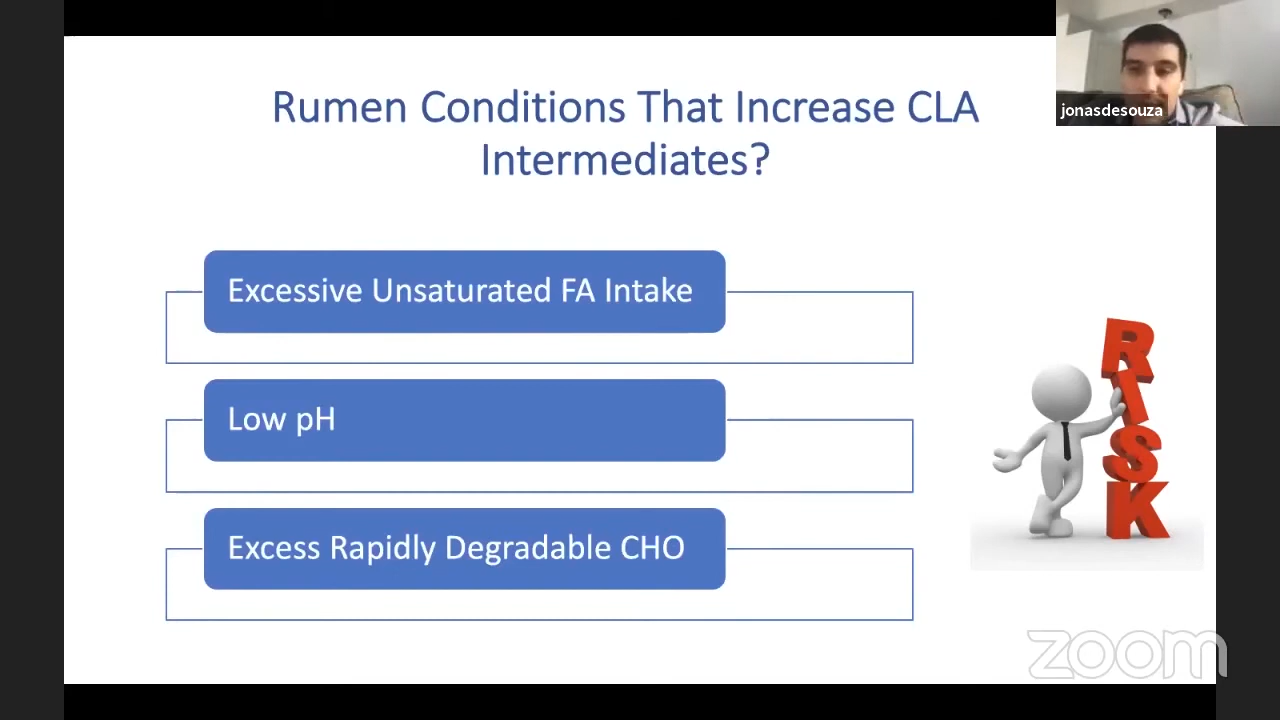 jonasdesouza
Rumen Conditions That Increase CLA
Intermediates?
Excessive Unsaturated FA Intake
Low pH
Excess Rapidly Degradable CHO
RISK
zoom